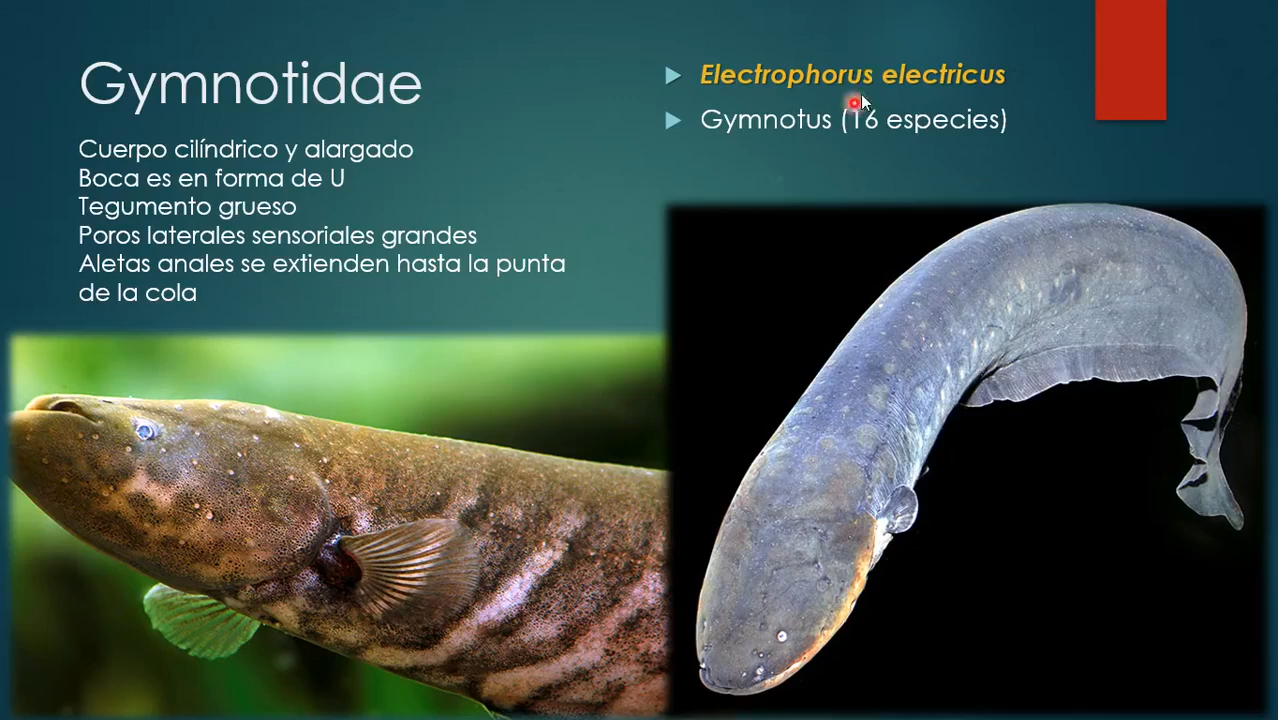 Gymnotidae
Cuerpo cilíndrico y alargado
Boca es en forma de U
Tegumento grueso
Poros laterales sensoriales grandes
Aletas anales se extienden hasta la punta
de la cola
Electrophorus electricus
Gymnotus (16 especies)